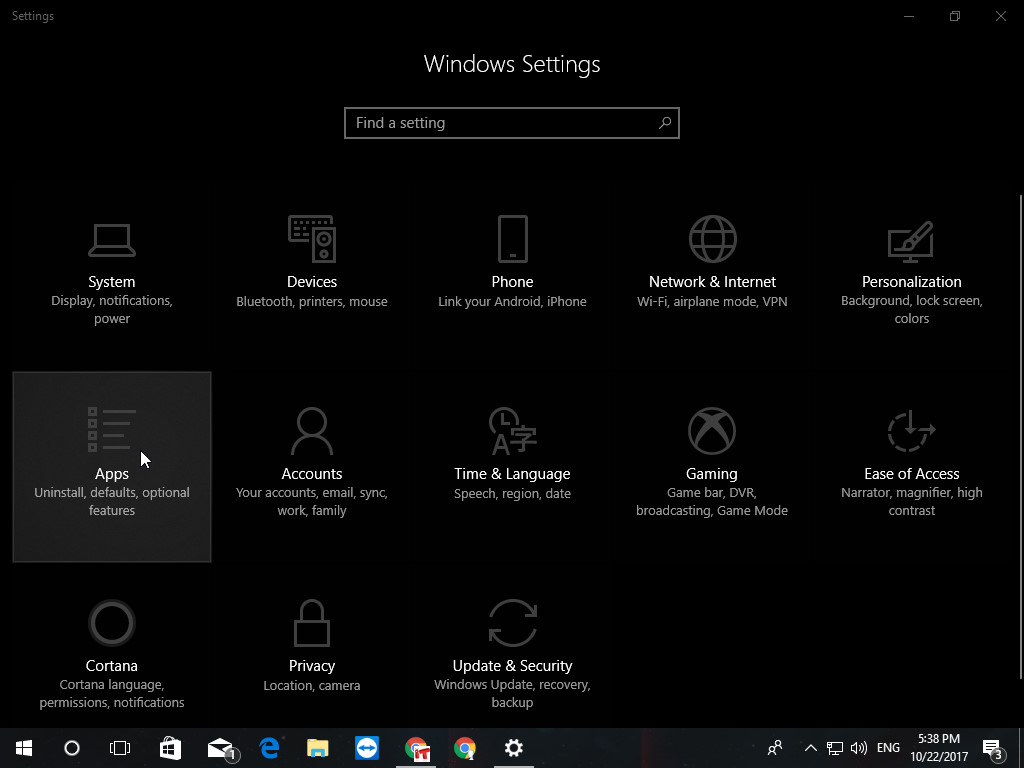 Settings
Windows Settings
Find a setting
System
Display, notifications,
power
Devices
Bluetooth, printers, mouse
Phone
Link your Android, iPhone
Network & Internet
Wi-Fi, airplane mode, VPN
Personalization
Background, lock screen,
colors
Apps
Uninstall, defaults, optional
features
Accounts
Your accounts, email, sync,
work, family
Time & Language
Speech, region, date
Gaming
Game bar, DVR,
broadcasting, Game Mode
Ease of Access
Narrator, magnifier, high
contrast
Cortana
Cortana language,
permissions, notifications
Privacy
Location, camera
Update & Security
Windows Update, recovery,
backup
1
ENG
5:38 PM
10/22/2017
3